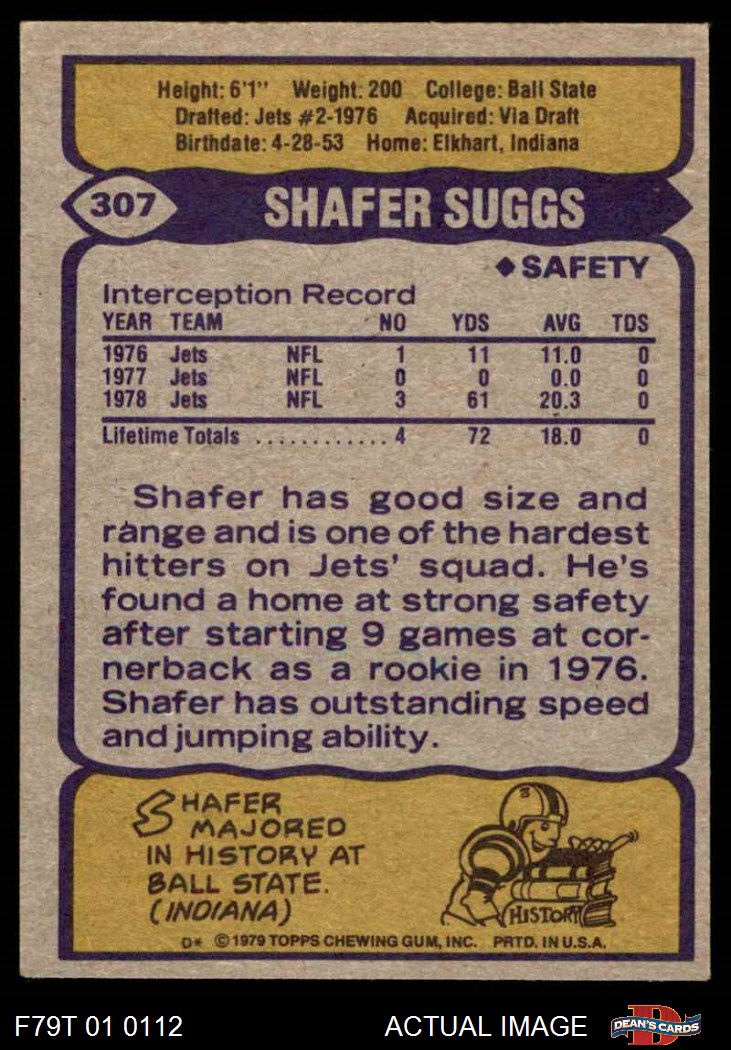 Height: 6'1" Weight: 200 College: Ball State
Drafted: Jets #2-1976 Acquired: Via Draft
Birthdate: 4-28-53 Home: Elkhart, Indiana
307 SHAFER SUGGS
◆SAFETY
Interception Record
YEAR TEAM NO YDS AVG TDS
1976 Jets NFL 1 11 11.0 0
1977 Jets NFL 0 0 0.0 0
1978 Jets NFL 3 61 20.3 0
Lifetime Totals ............ 4 72 18.0 0
Shafer has good size and
range and is one of the hardest
hitters on Jets' squad. He's
found a home at strong safety
after starting 9 games at cor-
nerback as a rookie in 1976.
Shafer has outstanding speed
and jumping ability.
SHAFER
MAJORED
IN HISTORY AT
BALL STATE.
(INDIANA)
HISTORY
D* ©1979 TOPPS CHEWING GUM, INC. PRTD. IN U.S.A.
F79T 01 0112 ACTUAL IMAGE D DEAN'S CARDS